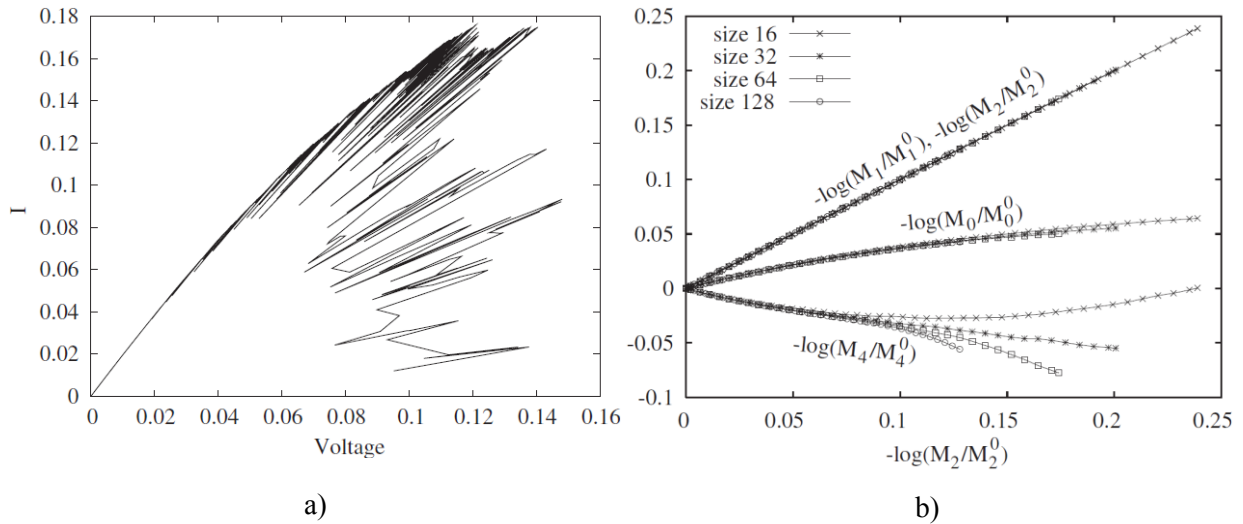 0.18
0.16
0.14
0.12
0.1
0.08
0.06
0.04
0.02
0
I
0 0.02 0.04 0.06 0.08 0.1 0.12 0.14 0.16
Voltage
a)
0.25
0.2
0.15
0.1
0.05
0
-0.05
-0.1
size 16
size 32
size 64
size 128
-log(M₁/M₁⁰), -log(M₂/M₂⁰)
-log(M₀/M₀⁰)
-log(M₄/M₄⁰)
0 0.05 0.1 0.15 0.2 0.25
-log(M₂/M₂⁰)
b)